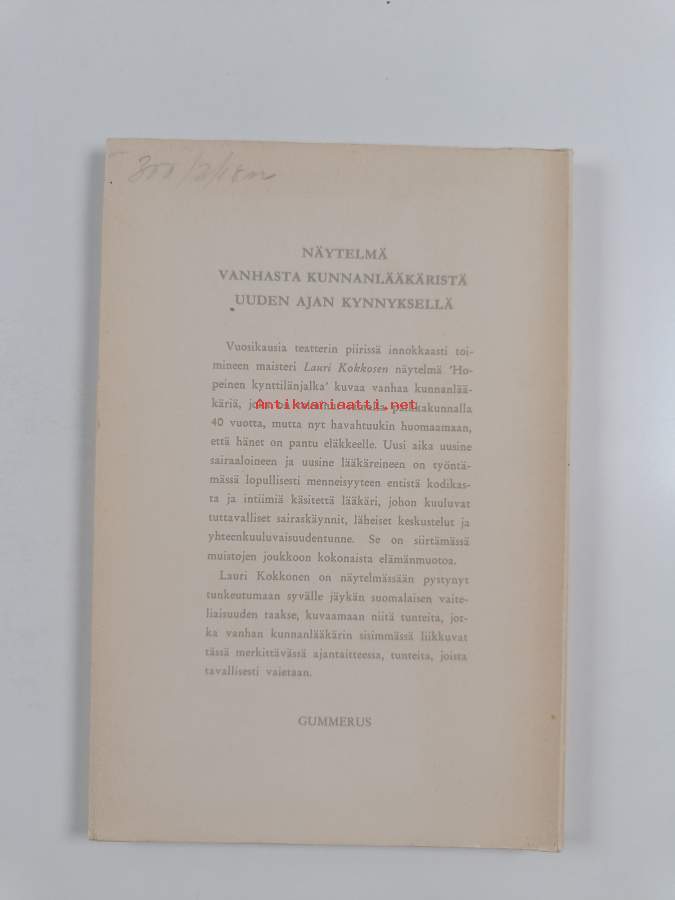 NÄYTELMÄ
VANHASTA KUNNANLÄÄKÄRISTÄ
UUDEN AJAN KYNNYKSELLÄ
Vuosikausia teatterin piirissä innokkaasti toi-
mineen maisteri Lauri Kokkosen näytelmä 'Ho-
peinen kynttilänjalka' kuvaa vanhaa kunnanlää-
käriä, joka on paikkakunnalla
Antikvariaatti.net
40 vuotta, mutta nyt havahtuukin huomaamaan,
että hänet on pantu eläkkeelle. Uusi aika uusine
sairaaloineen ja uusine lääkäreineen on työntä-
mässä lopullisesti menneisyyteen entistä kodikas-
ta ja intiimiä käsitettä lääkäri, johon kuuluvat
tuttavalliset sairaskäynnit, läheiset keskustelut ja
yhteenkuuluvaisuudentunne. Se on siirtämässä
muistojen joukkoon kokonaista elämänmuotoa.
Lauri Kokkonen on näytelmässään pystynyt
tunkeutumaan syvälle jäykän suomalaisen vaite-
liaisuuden taakse, kuvaamaan niitä tunteita, jot-
ka vanhan kunnanlääkärin sisimmässä liikkuvat
tässä merkittävässä ajantaitteessa, tunteita, joista
tavallisesti vaietaan.
GUMMERUS